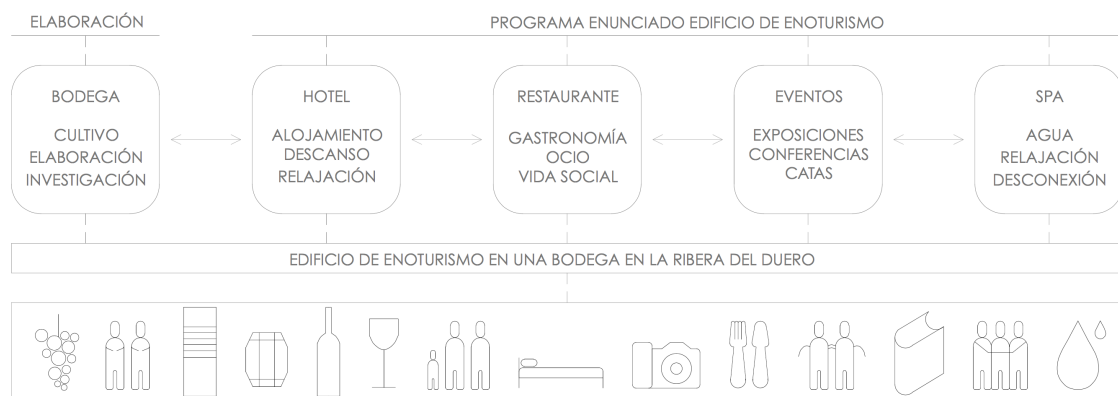 ELABORACIÓN
PROGRAMA ENUNCIADO EDIFICIO DE ENOTURISMO
BODEGA
CULTIVO
ELABORACIÓN
INVESTIGACIÓN
HOTEL
ALOJAMIENTO
DESCANSO
RELAJACIÓN
RESTAURANTE
GASTRONOMÍA
OCIO
VIDA SOCIAL
EVENTOS
EXPOSICIONES
CONFERENCIAS
CATAS
SPA
AGUA
RELAJACIÓN
DESCONEXIÓN
EDIFICIO DE ENOTURISMO EN UNA BODEGA EN LA RIBERA DEL DUERO